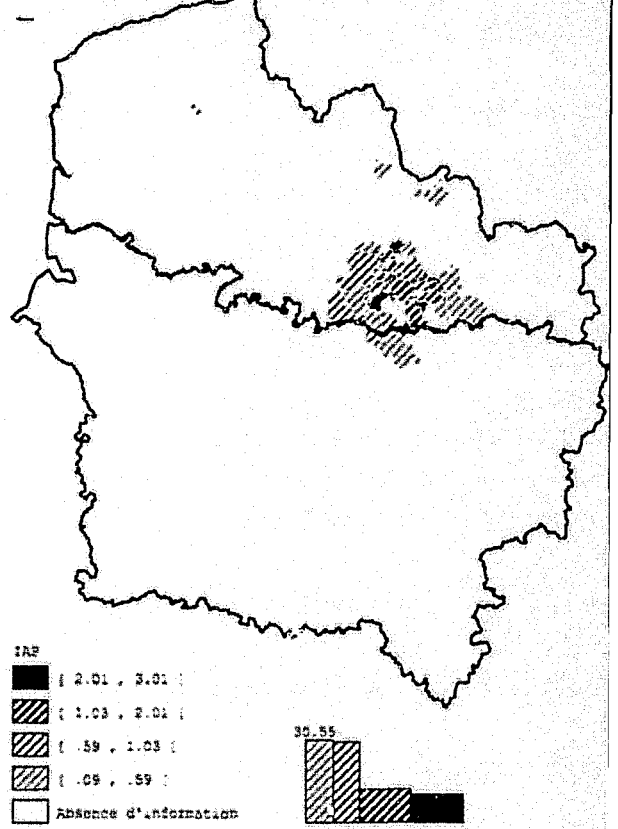 IAP
[ 2.01 , 3.01 [
[ 1.03 , 2.01 [
[ .59 , 1.03 [
[ .09 , .59 [
Absence d'information
30.55